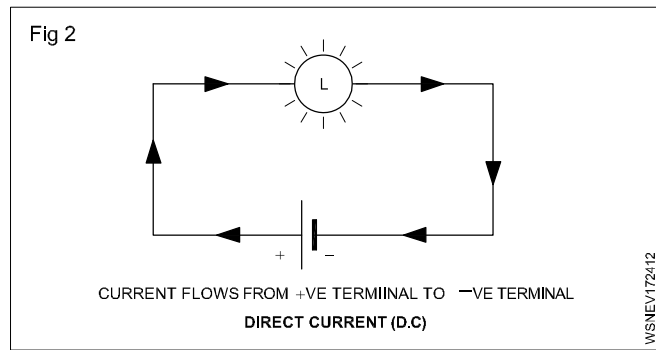 Fig 2
L
+ −
CURRENT FLOWS FROM +VE TERMIINAL TO −VE TERMINAL
DIRECT CURRENT (D.C)
WSNEV172412